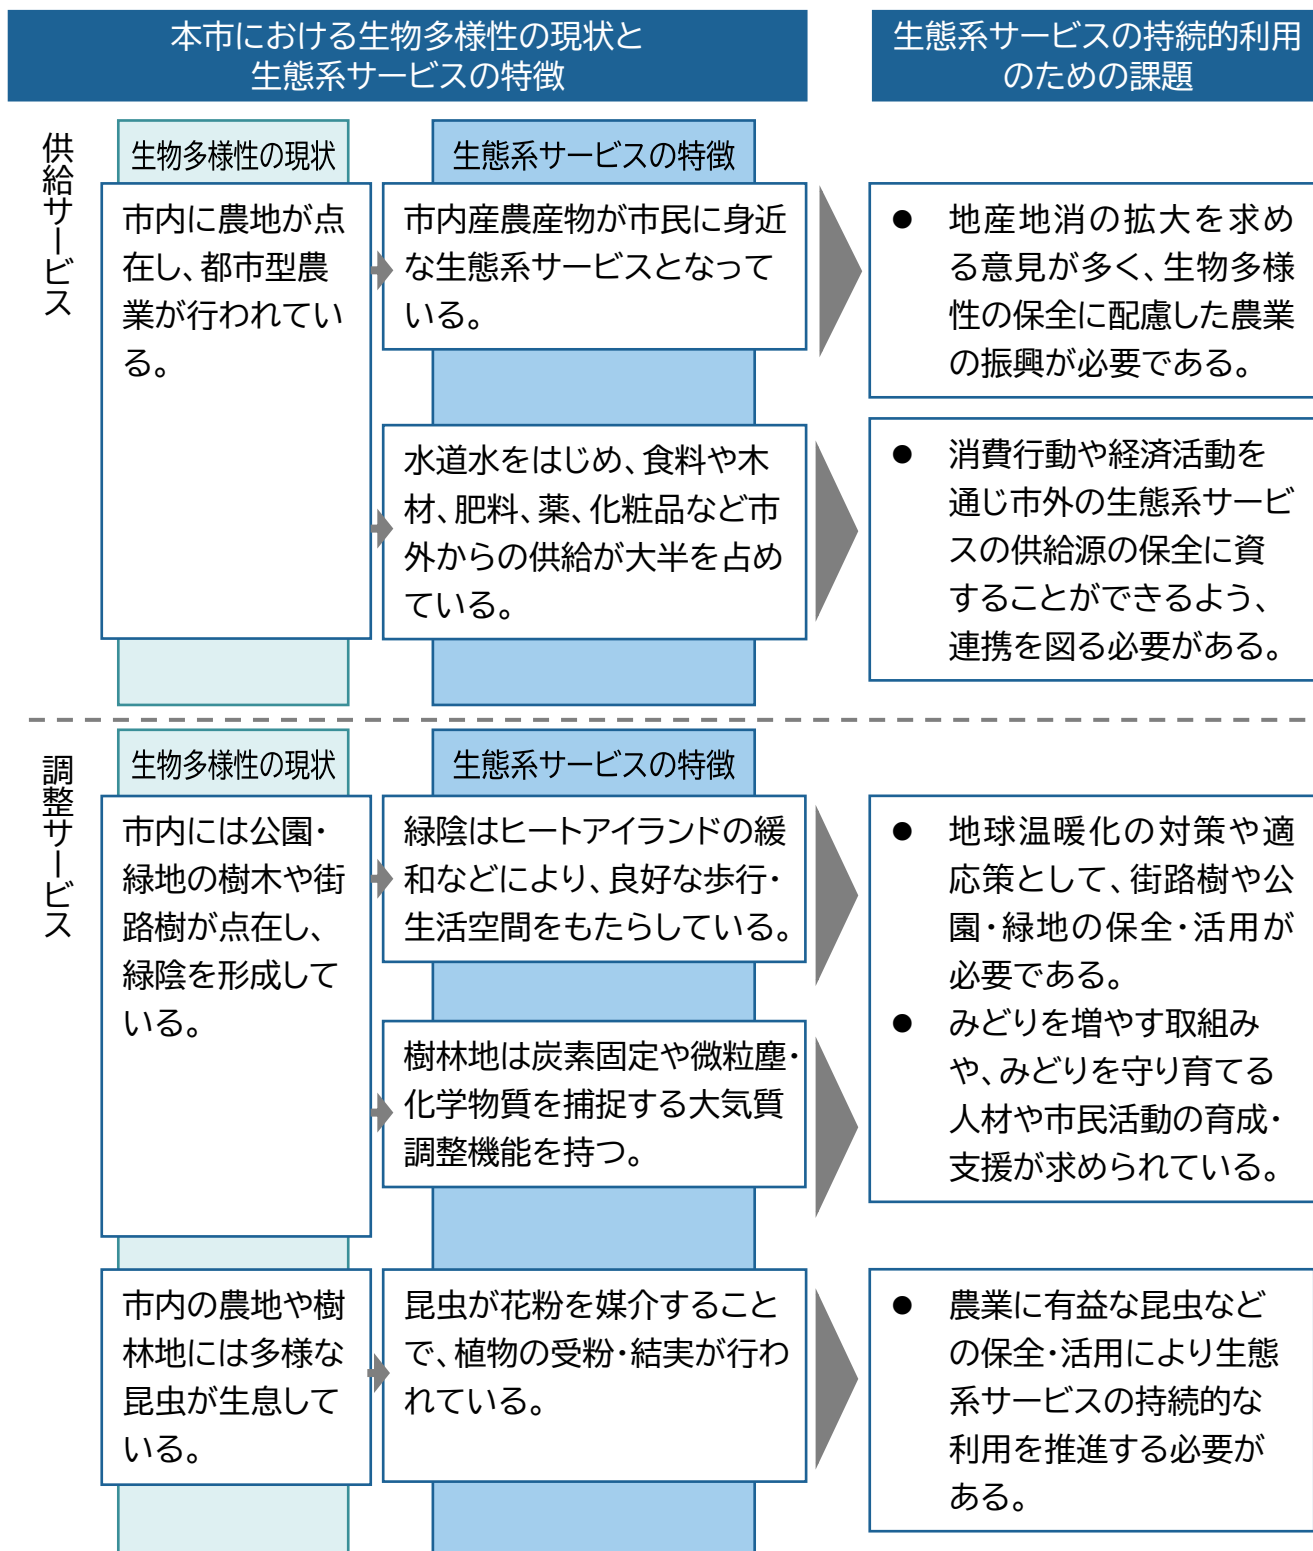 本市における生物多様性の現状と
生態系サービスの特徴
生態系サービスの持続的利用
のための課題
供給サービス
生物多様性の現状
生態系サービスの特徴
市内に農地が点
在し、都市型農
業が行われてい
る。
市内産農産物が市民に身近
な生態系サービスとなって
いる。
● 地産地消の拡大を求め
る意見が多く、生物多様
性の保全に配慮した農業
の振興が必要である。
水道水をはじめ、食料や木
材、肥料、薬、化粧品など市
外からの供給が大半を占め
ている。
● 消費行動や経済活動を
通じ市外の生態系サービ
スの供給源の保全に資
することができるよう、
連携を図る必要がある。
調整サービス
生物多様性の現状
生態系サービスの特徴
市内には公園・
緑地の樹木や街
路樹が点在し、
緑陰を形成して
いる。
緑陰はヒートアイランドの緩
和などにより、良好な歩行・
生活空間をもたらしている。
樹林地は炭素固定や微粒塵・
化学物質を捕捉する大気質
調整機能を持つ。
● 地球温暖化の対策や適
応策として、街路樹や公
園・緑地の保全・活用が
必要である。
● みどりを増やす取組み
や、みどりを守り育てる
人材や市民活動の育成・
支援が求められている。
市内の農地や樹
林地には多様な
昆虫が生息して
いる。
昆虫が花粉を媒介すること
で、植物の受粉・結実が行わ
れている。
● 農業に有益な昆虫など
の保全・活用により生態
系サービスの持続的な
利用を推進する必要が
ある。